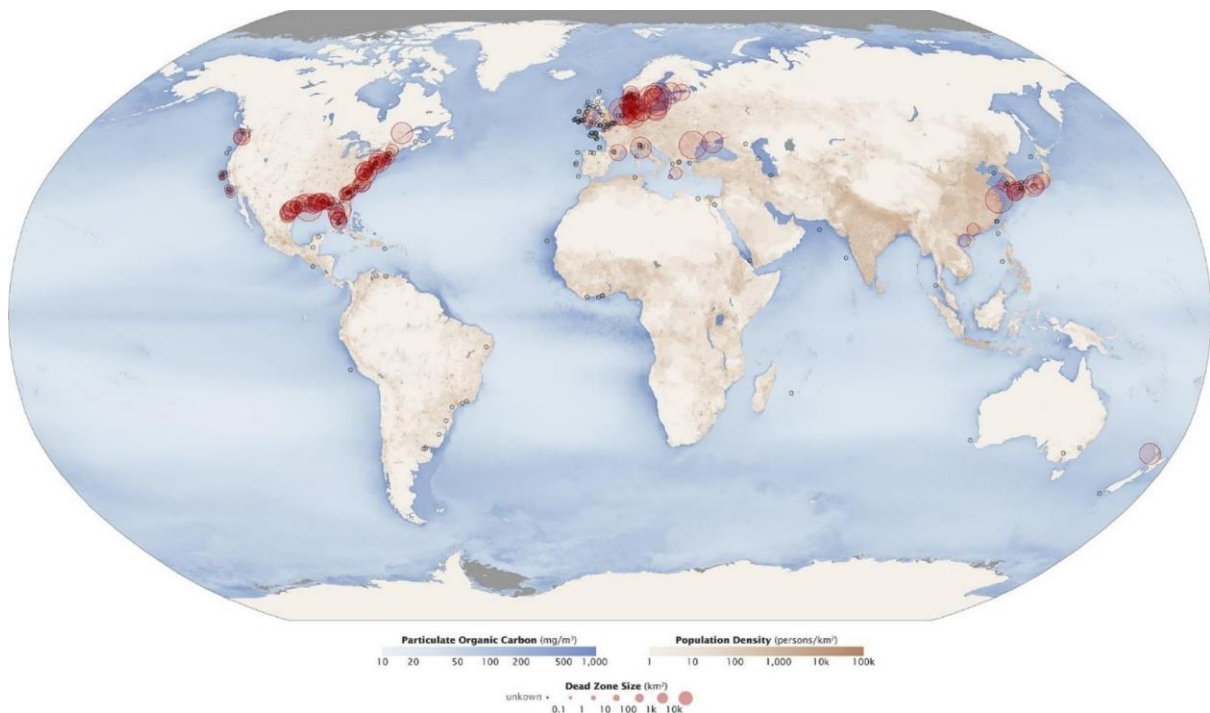 Particulate Organic Carbon (mg/m³) Population Density (persons/km²)
10 20 50 100 200 500 1,000 1 10 100 1,000 10k 100k
Dead Zone Size (km²)
unkown 0.1 1 10 100 1k 10k